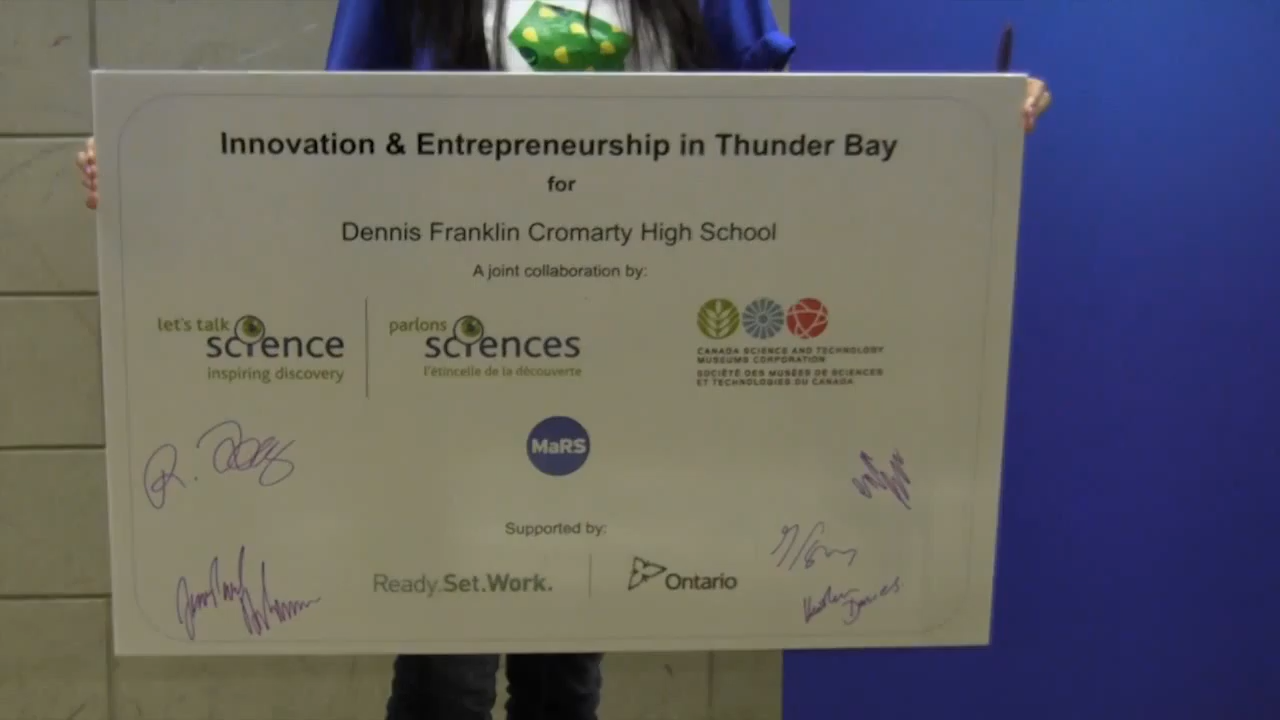 Innovation & Entrepreneurship in Thunder Bay
for
Dennis Franklin Cromarty High School
A joint collaboration by:
let's talk science
inspiring discovery
parlons sciences
l'étincelle de la découverte
CANADA SCIENCE AND TECHNOLOGY
MUSEUMS CORPORATION
SOCIÉTÉ DES MUSÉES DE SCIENCES
ET TECHNOLOGIES DU CANADA
MaRS
Supported by:
Ready.Set.Work.
Ontario